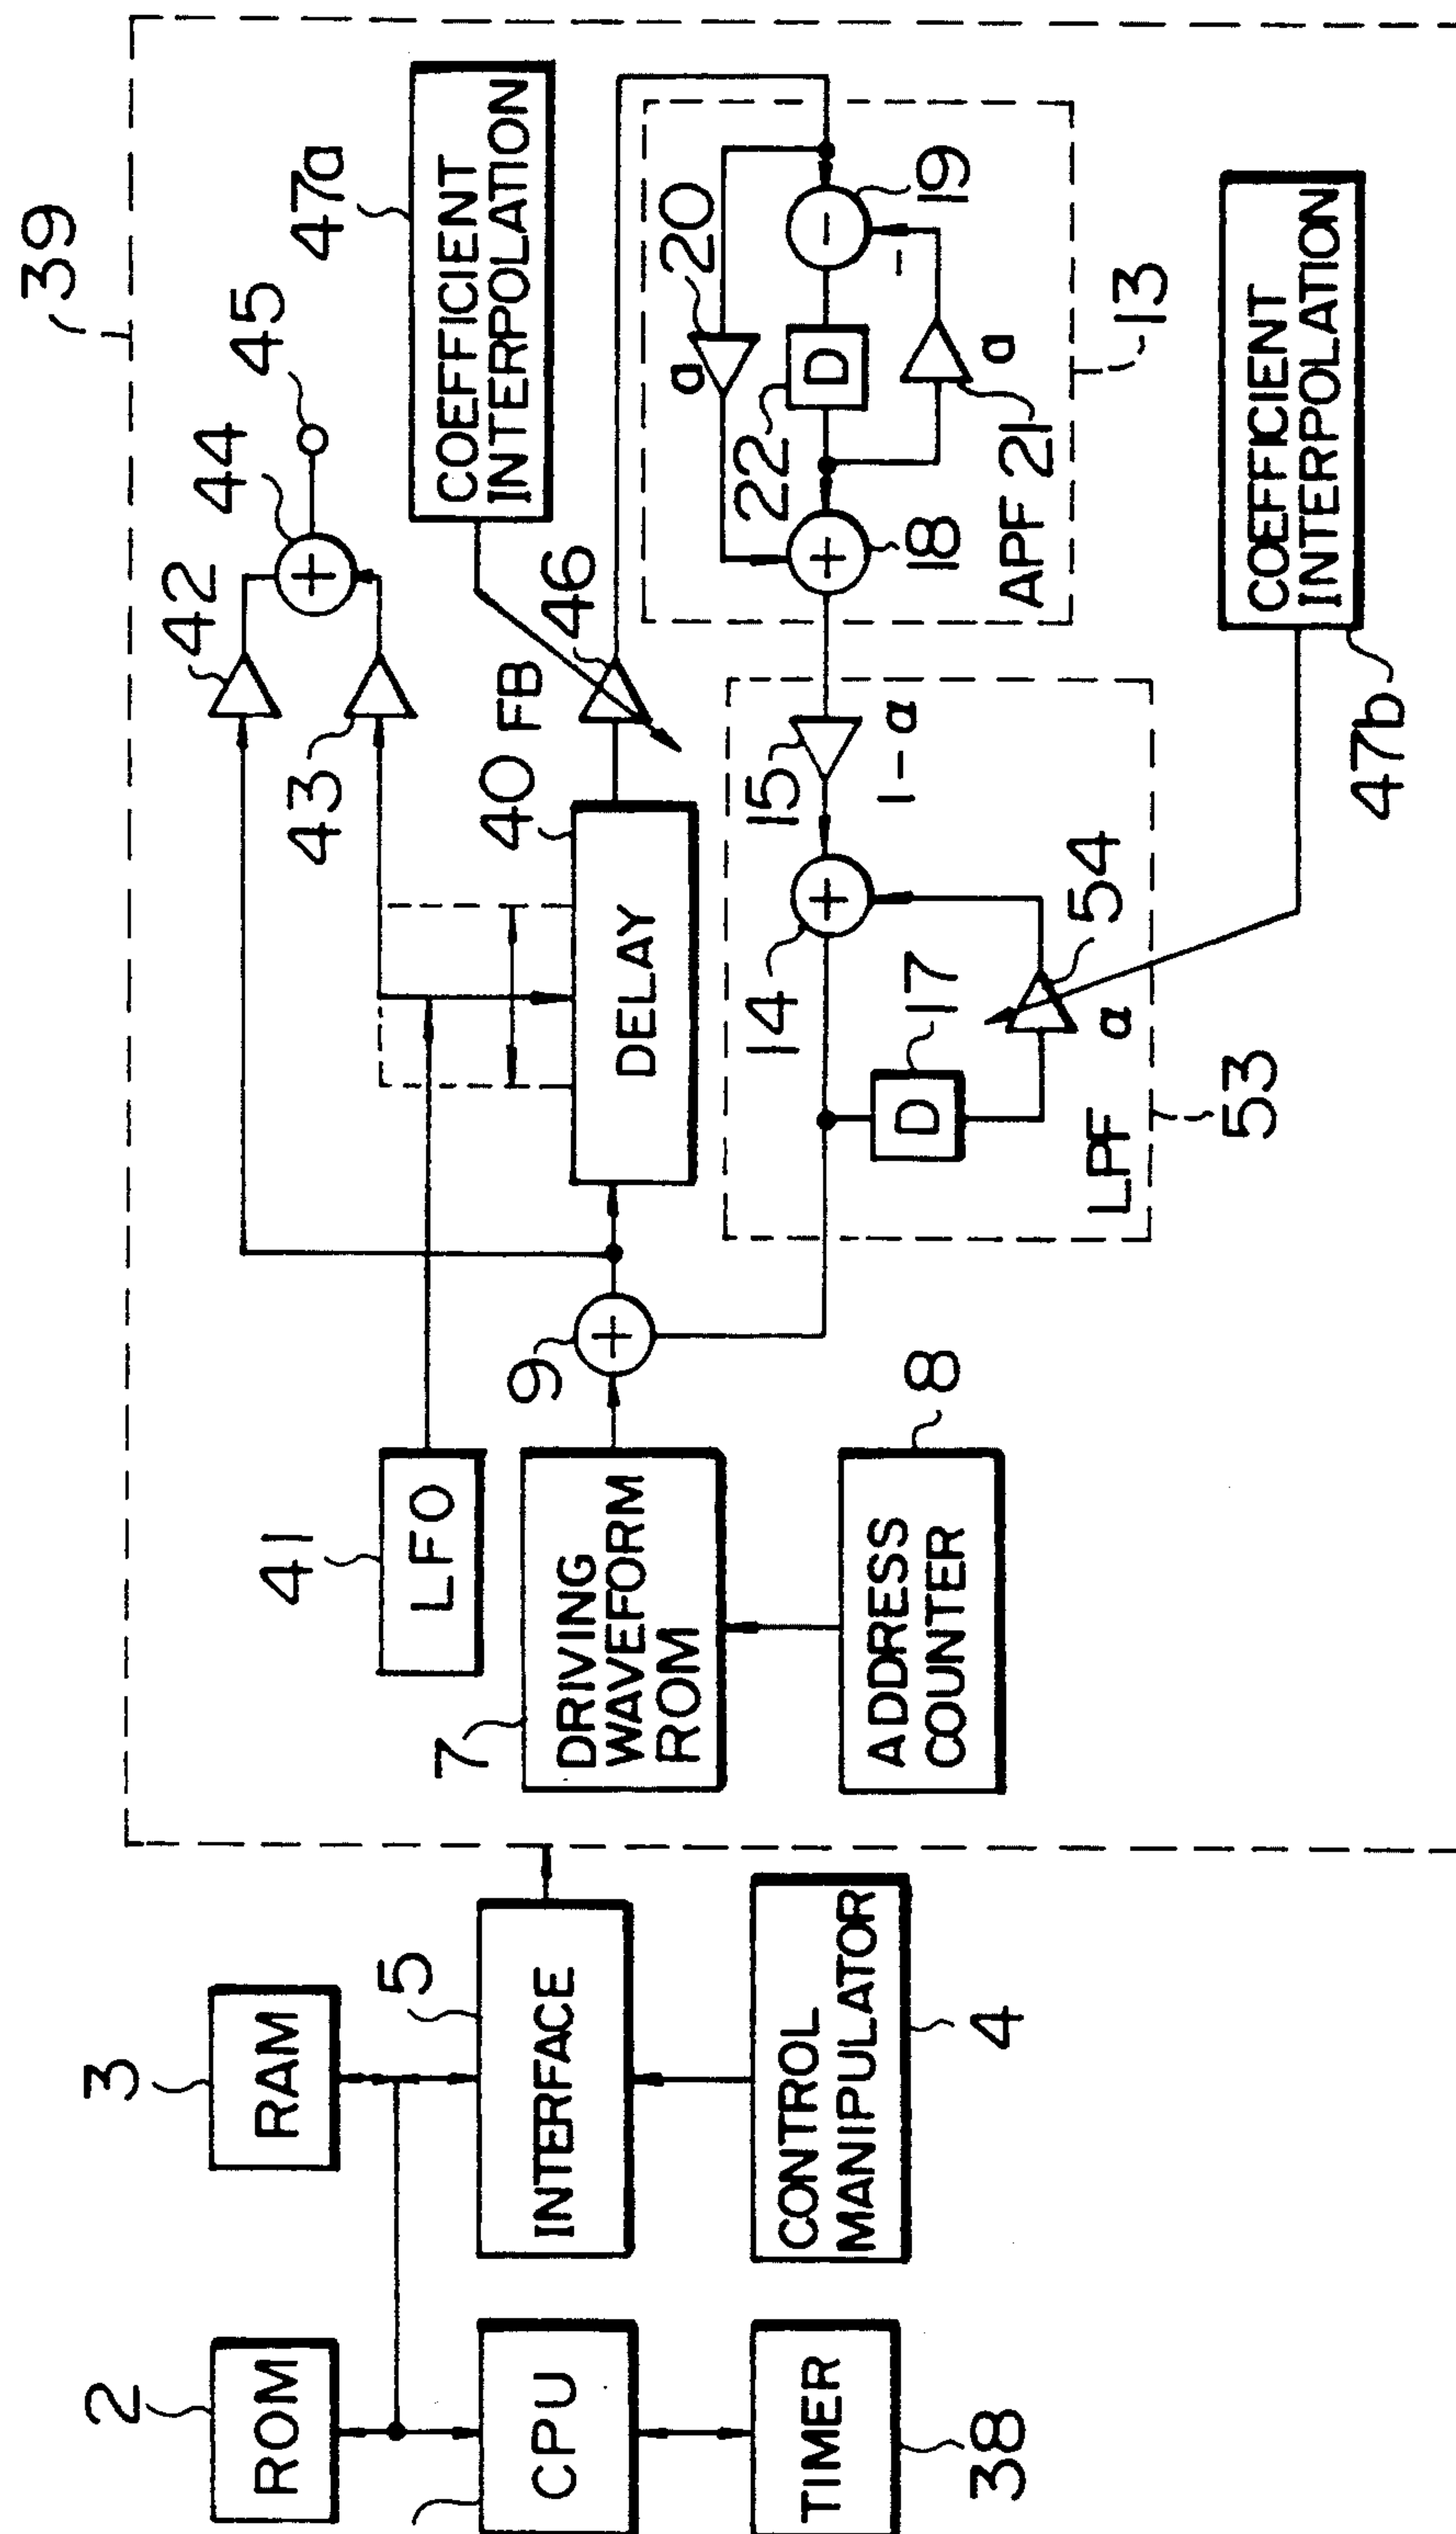 39
2
ROM
3
RAM
CPU
5
INTERFACE
TIMER
38
CONTROL
MANIPULATOR
4
41
LFO
7
DRIVING
WAVEFORM
ROM
ADDRESS
COUNTER
8
9
+
42
43
44
+
45
40
DELAY
FB
46
47a
COEFFICIENT
INTERPOLATION
20
a
22
D
19
−
−
a
21
18
+
APF
13
15
1-α
14
+
17
D
54
α
LPF
53
COEFFICIENT
INTERPOLATION
47b